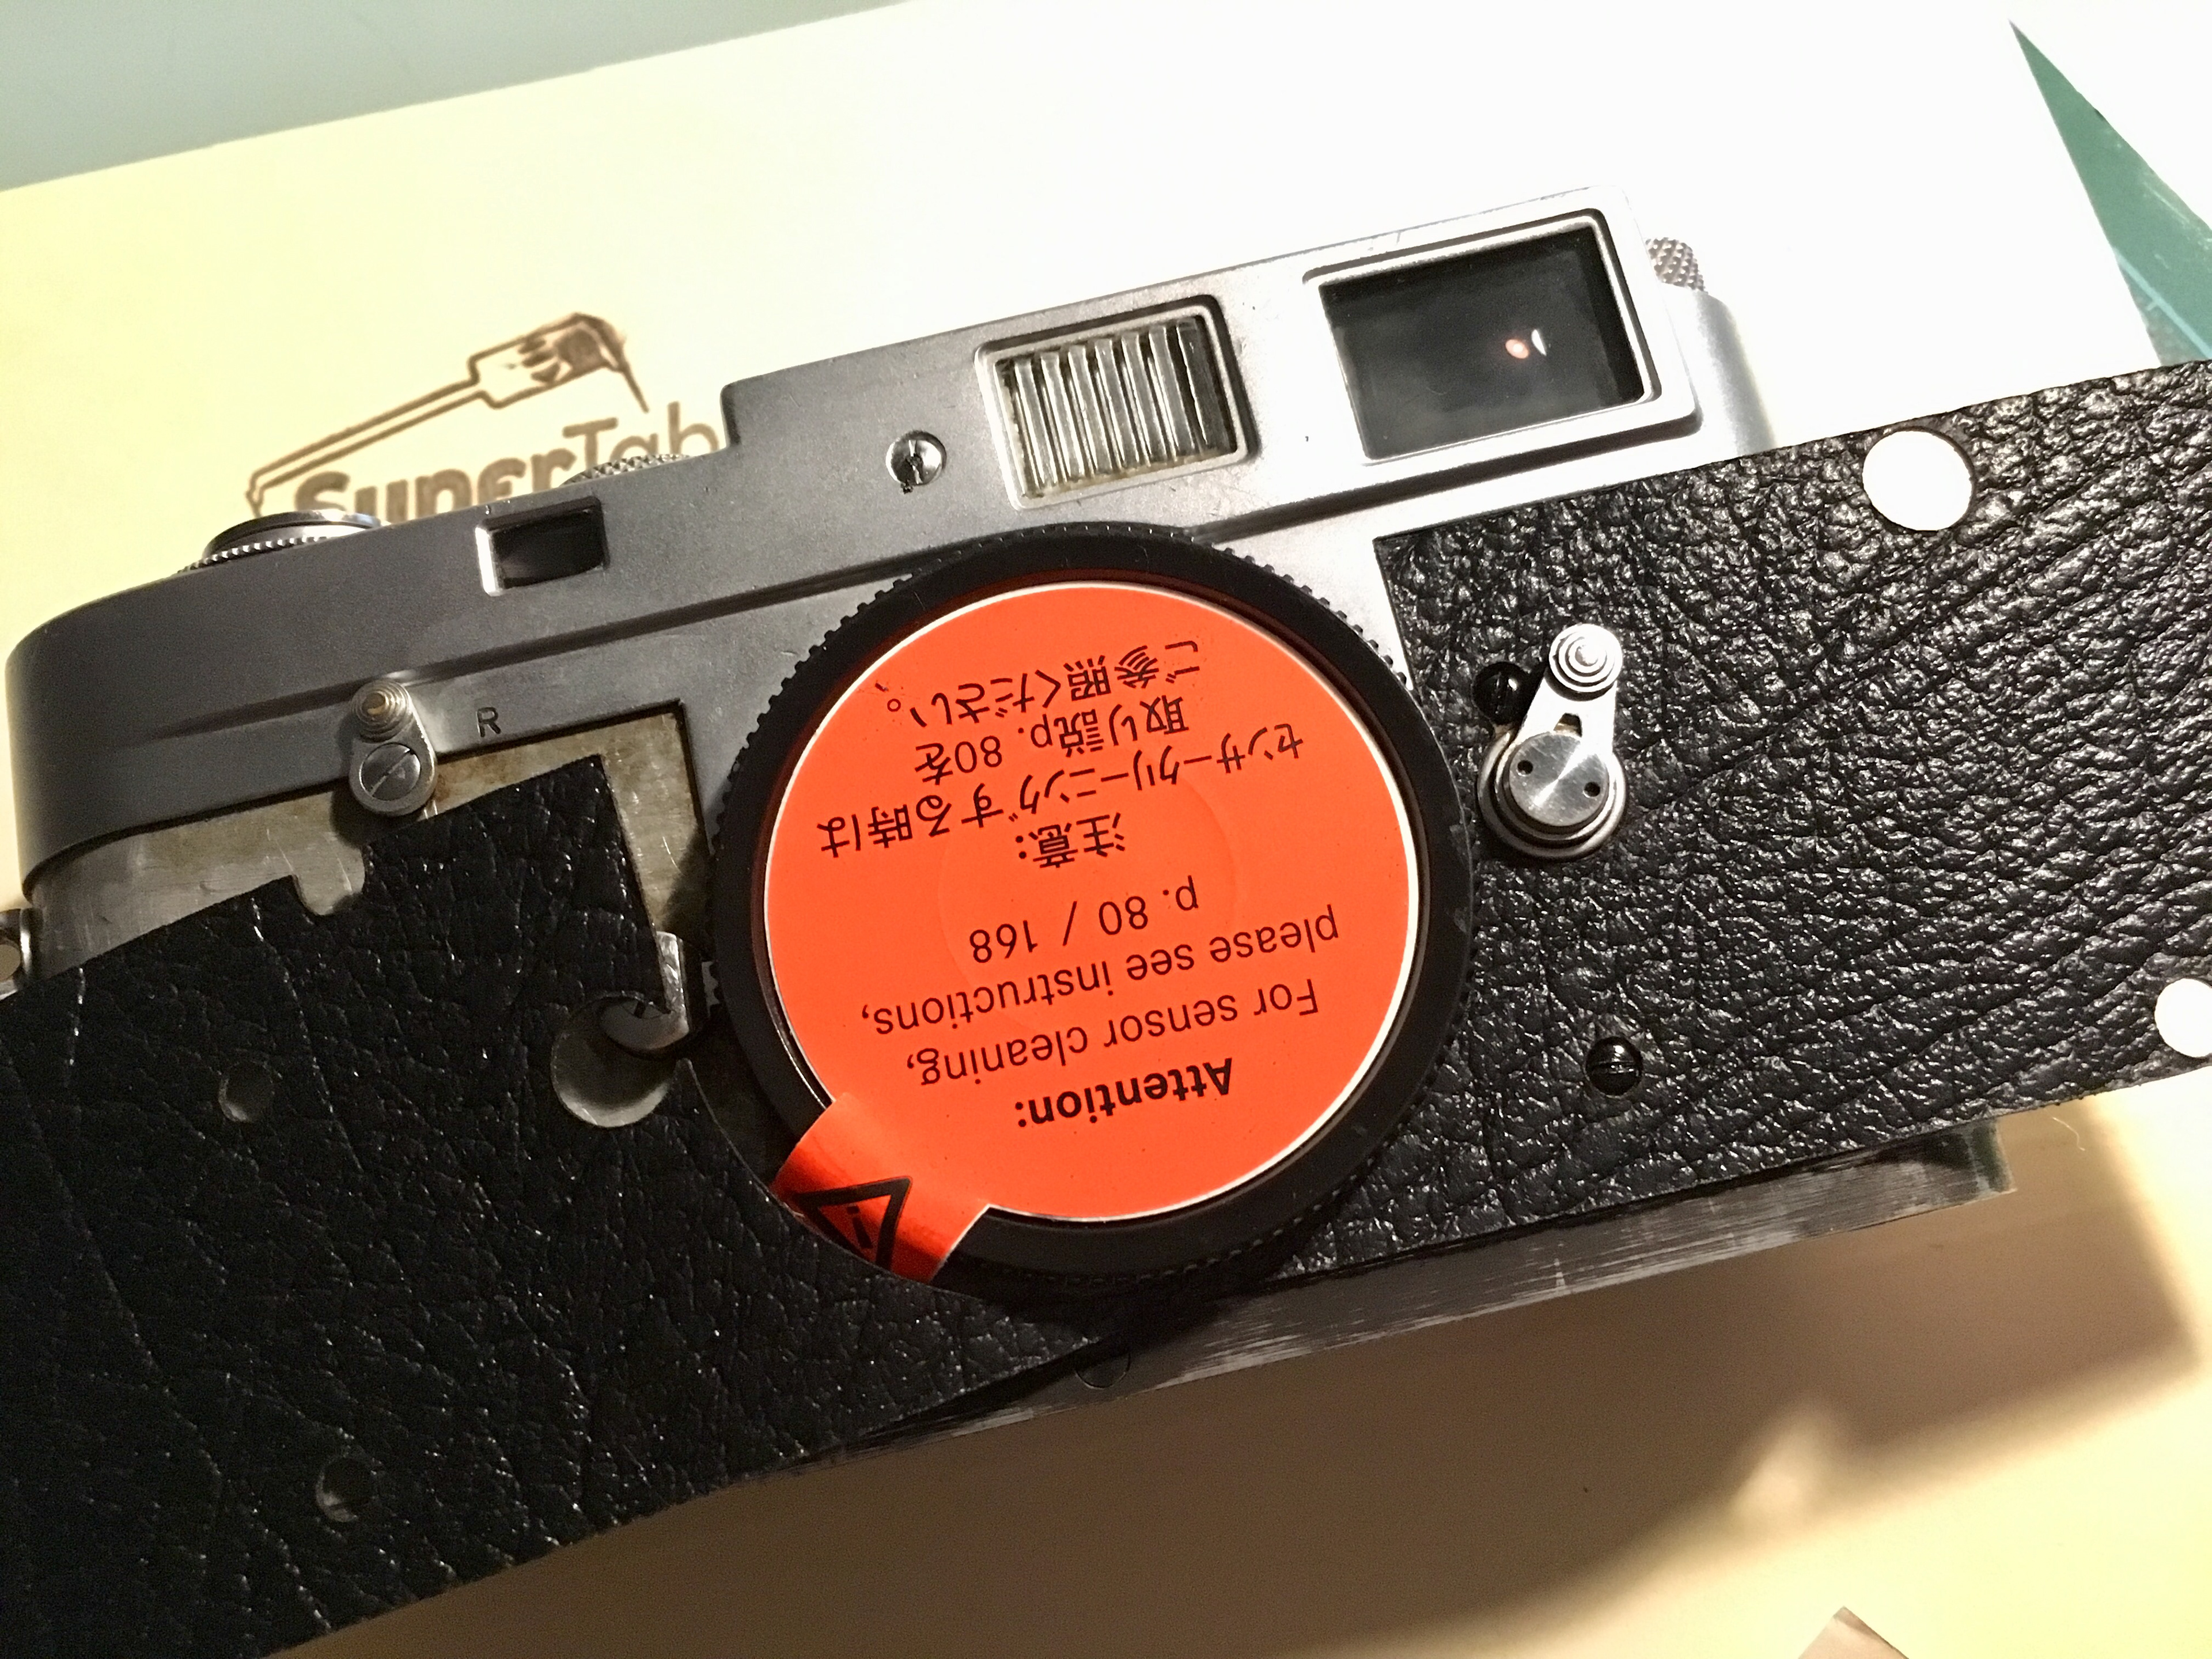 SuperTab
R
Attention:
For sensor cleaning,
please see instructions,
p. 80 / 168
注意:
センサークリーニングする時は
取り説p. 80を
ご参照ください。